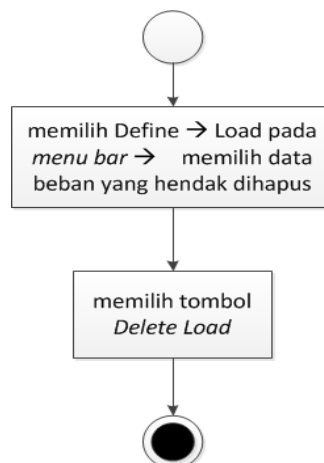 memilih Define → Load pada
menu bar → memilih data
beban yang hendak dihapus
memilih tombol
Delete Load